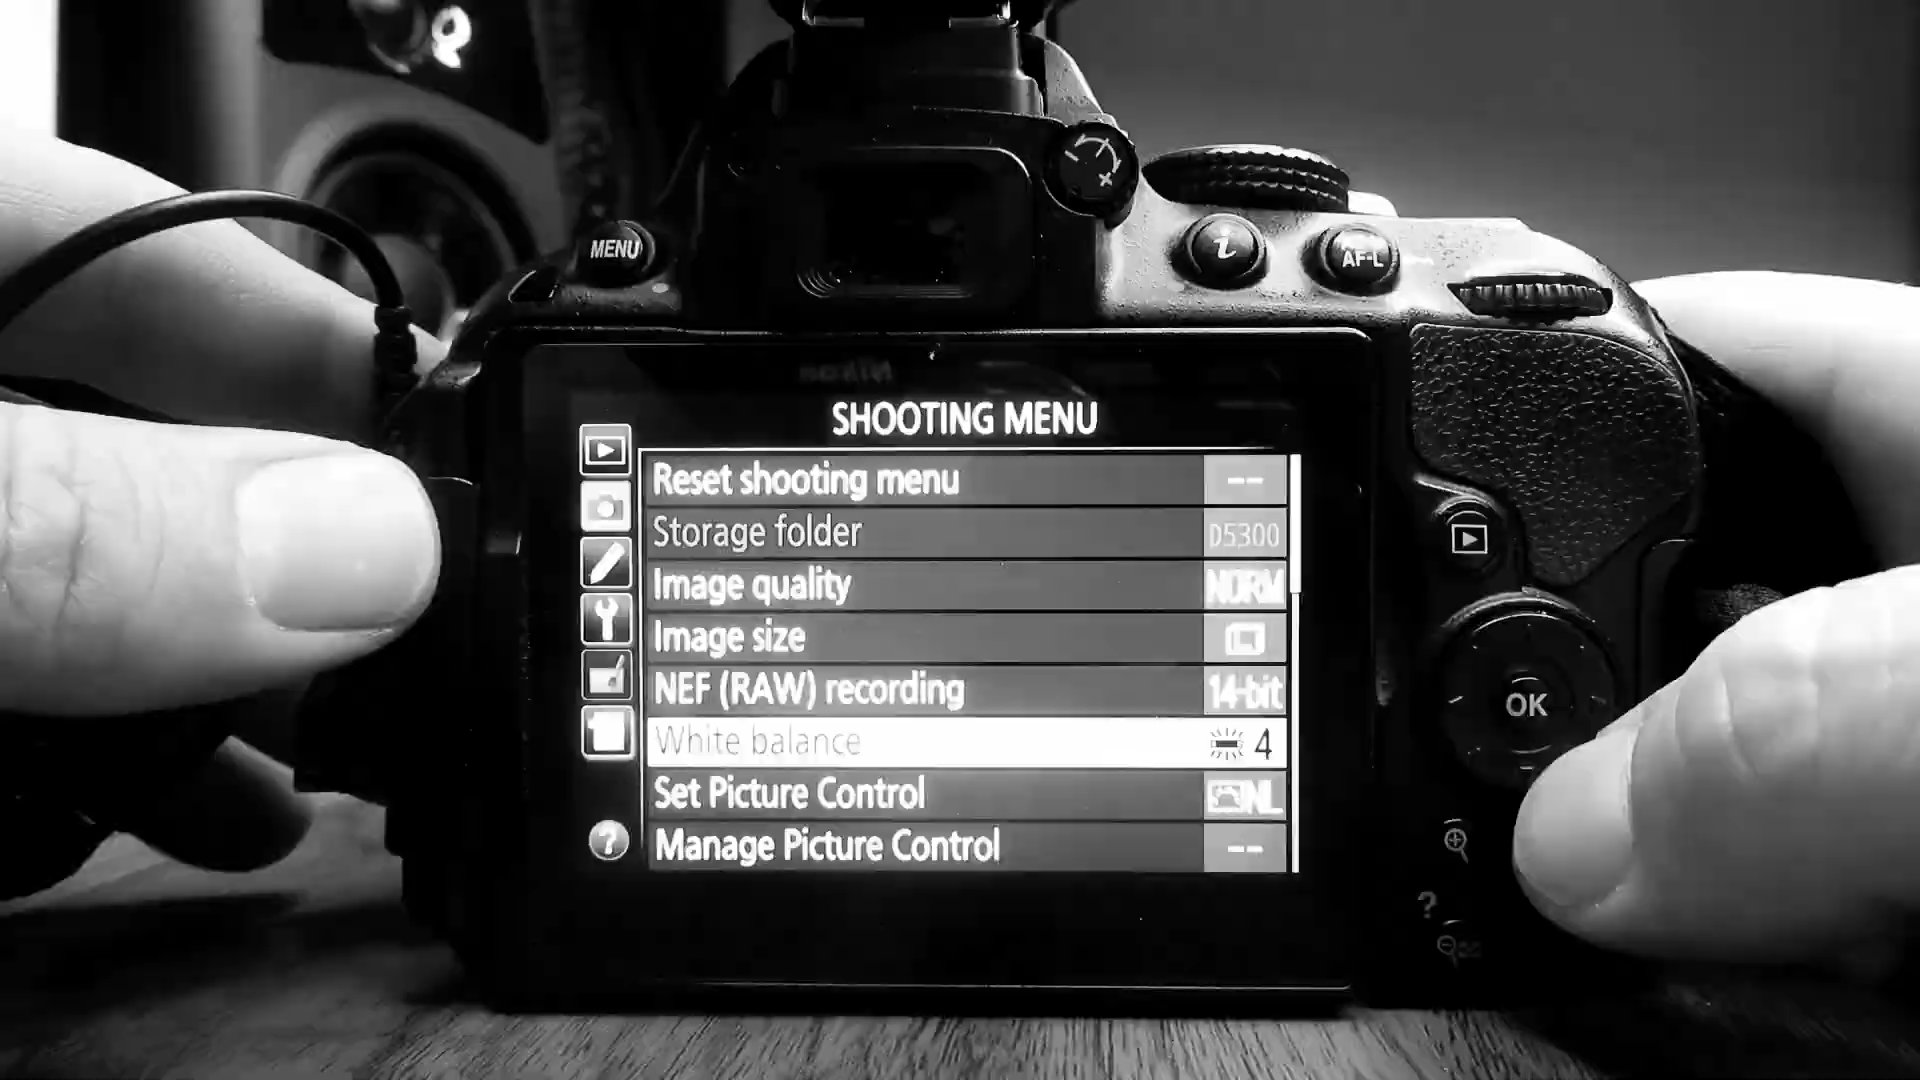 MENU
i
AF-L
SHOOTING MENU
Reset shooting menu --
Storage folder D5300
Image quality NORM
Image size L
NEF (RAW) recording 14-bit
White balance 4
Set Picture Control NL
Manage Picture Control --
?
OK
?